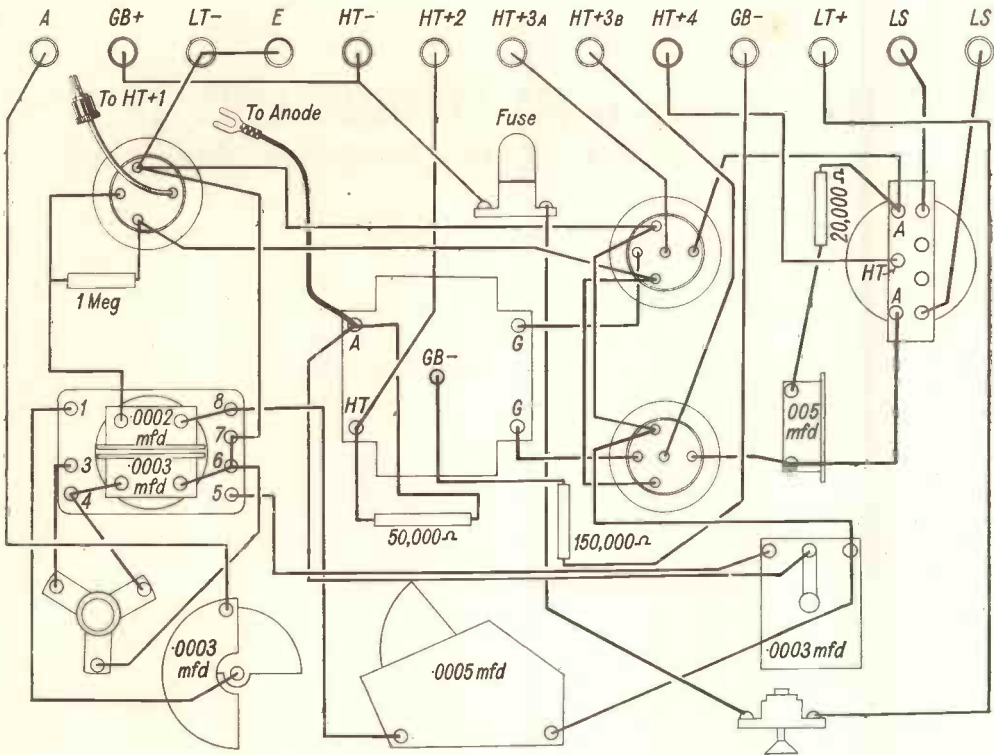 A GB+ LT- E HT- HT+2 HT+3A HT+3B HT+4 GB- LT+ LS LS
To HT+1
To Anode
Fuse
20,000Ω
A
HT+
A
1 Meg
A
G
GB-
HT
G
·005
mfd
1
·0002
mfd
8
7
3
·0003
mfd
6
4
5
50,000Ω
150,000Ω
·0003
mfd
·0005 mfd
·0003 mfd